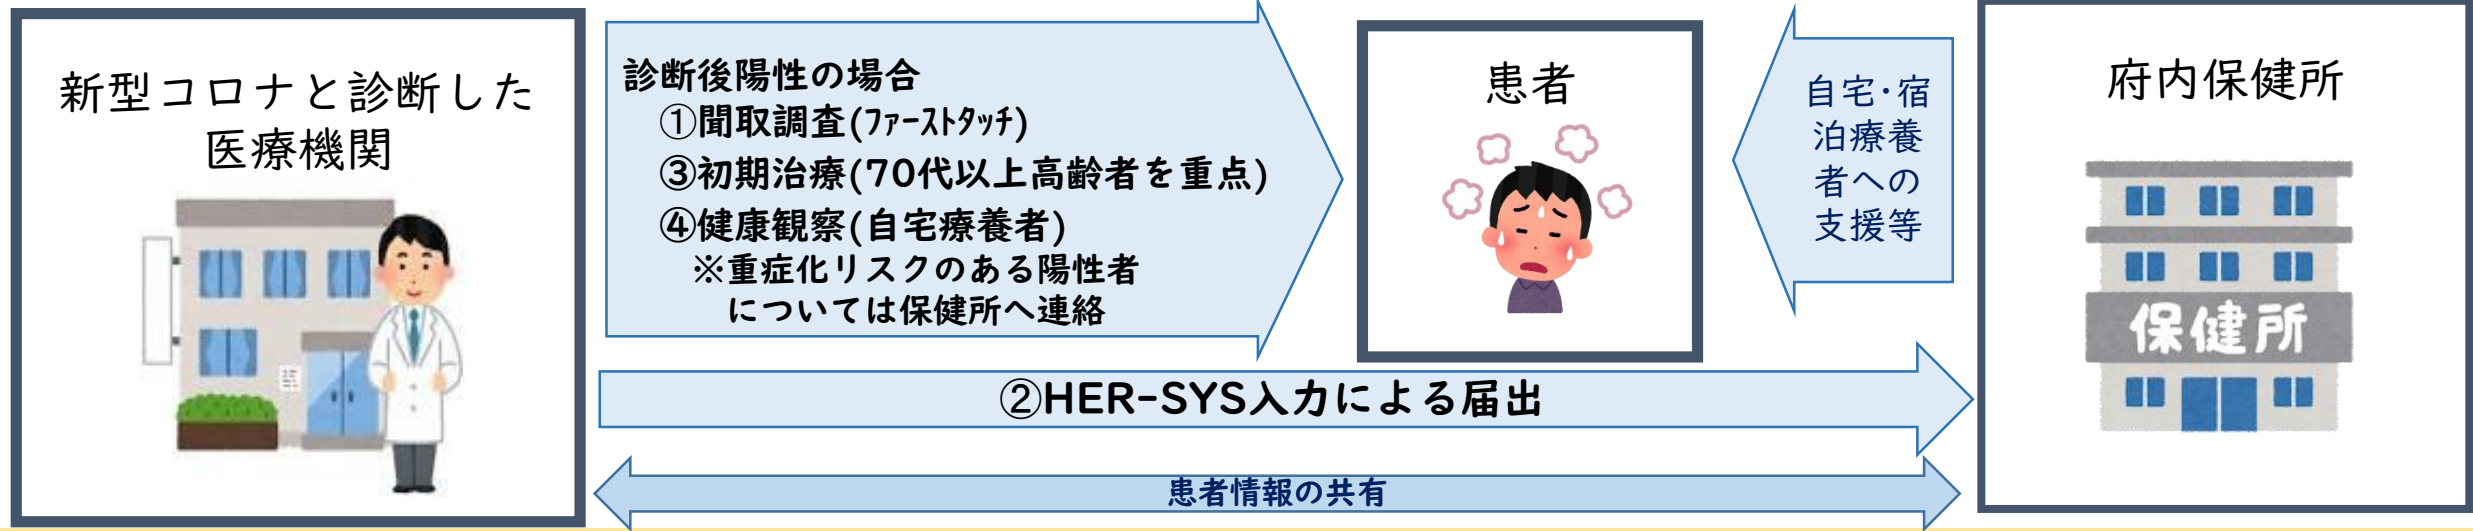 新型コロナと診断した
医療機関
診断後陽性の場合
①聞取調査(ﾌｧｰｽﾄﾀｯﾁ)
③初期治療(70代以上高齢者を重点)
④健康観察(自宅療養者)
※重症化リスクのある陽性者
については保健所へ連絡
患者
自宅･宿
泊療養
者への
支援等
府内保健所
保健所
②HER-SYS入力による届出
患者情報の共有